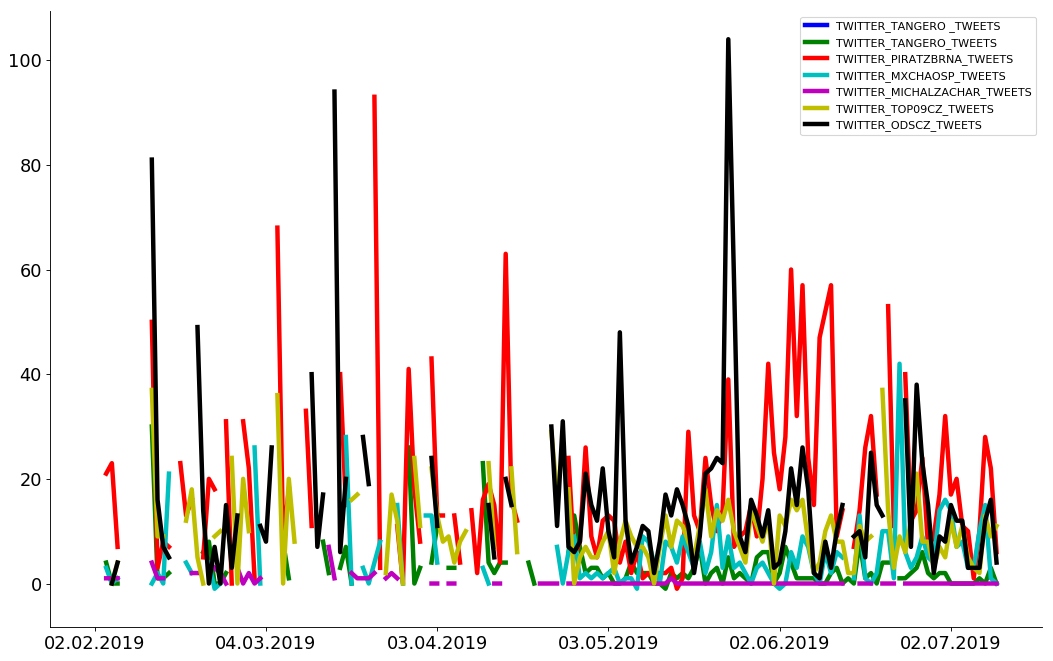 TWITTER_TANGERO _TWEETS
TWITTER_TANGERO_TWEETS
TWITTER_PIRATZBRNA_TWEETS
TWITTER_MXCHAOSP_TWEETS
TWITTER_MICHALZACHAR_TWEETS
TWITTER_TOP09CZ_TWEETS
TWITTER_ODSCZ_TWEETS
100
80
60
40
20
0
02.02.2019 04.03.2019 03.04.2019 03.05.2019 02.06.2019 02.07.2019